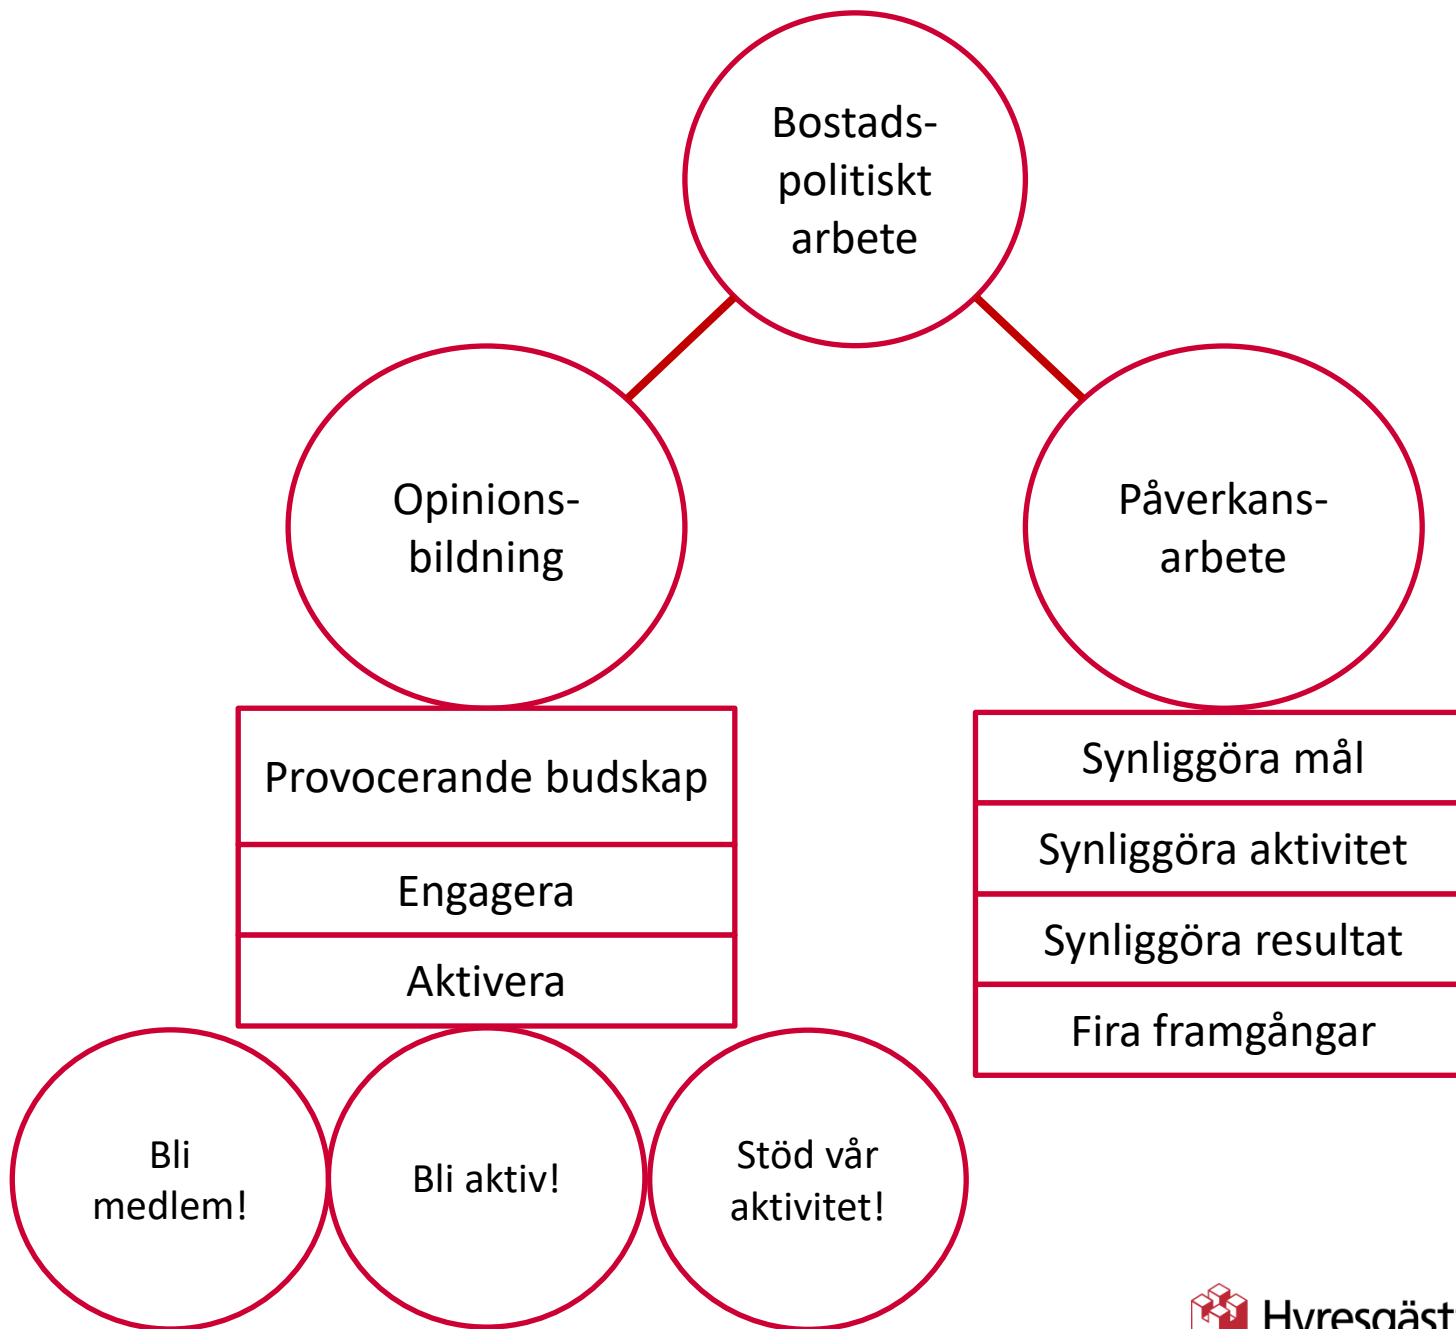 Bostads-
politiskt
arbete
Opinions-
bildning
Påverkans-
arbete
Provocerande budskap
Engagera
Aktivera
Synliggöra mål
Synliggöra aktivitet
Synliggöra resultat
Fira framgångar
Bli
medlem!
Bli aktiv!
Stöd vår
aktivitet!